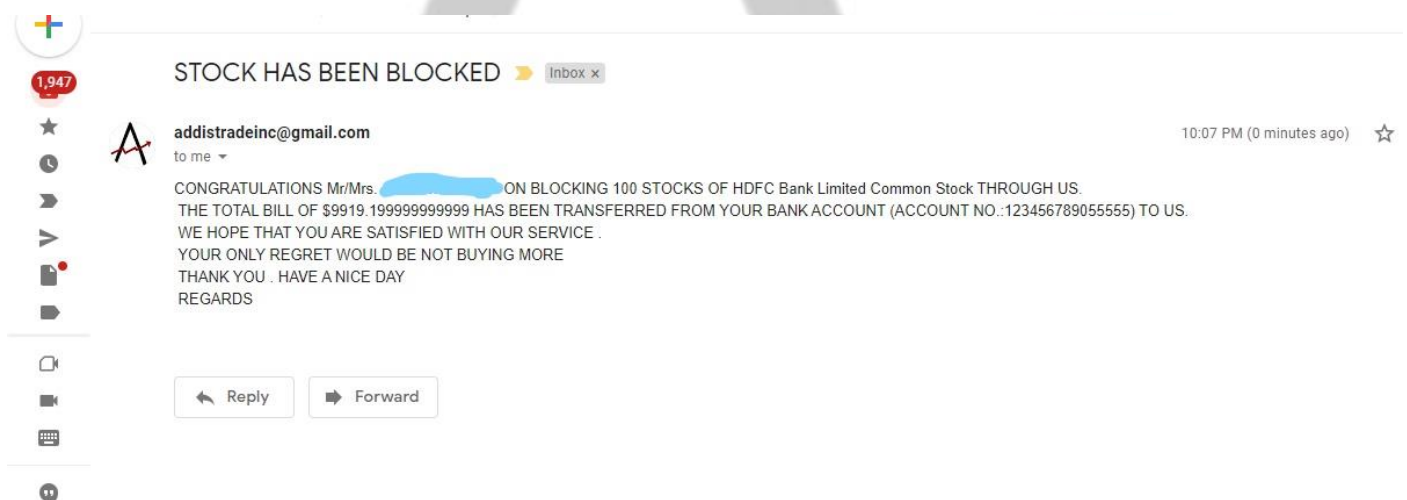 1,947
STOCK HAS BEEN BLOCKED Inbox x
addistradeinc@gmail.com 10:07 PM (0 minutes ago)
to me
CONGRATULATIONS Mr/Mrs. ON BLOCKING 100 STOCKS OF HDFC Bank Limited Common Stock THROUGH US.
THE TOTAL BILL OF $9919.199999999999 HAS BEEN TRANSFERRED FROM YOUR BANK ACCOUNT (ACCOUNT NO.:123456789055555) TO US.
WE HOPE THAT YOU ARE SATISFIED WITH OUR SERVICE .
YOUR ONLY REGRET WOULD BE NOT BUYING MORE
THANK YOU . HAVE A NICE DAY
REGARDS
Reply Forward